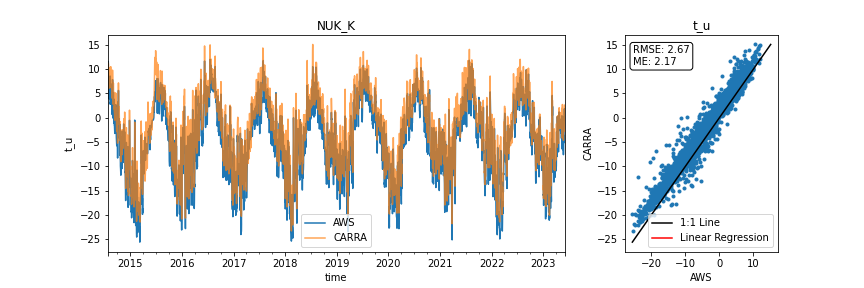 NUK_K
t_u
15
10
5
0
−5
−10
−15
−20
−25
t_u
AWS
CARRA
2015 2016 2017 2018 2019 2020 2021 2022 2023
time
t_u
RMSE: 2.67
ME: 2.17
15
10
5
0
−5
−10
−15
−20
−25
CARRA
1:1 Line
Linear Regression
−20 −10 0 10
AWS